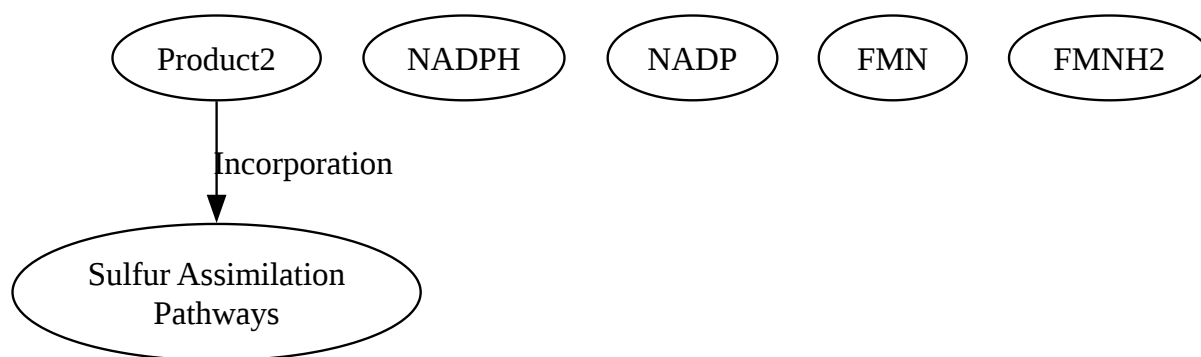 Product2
NADPH
NADP
FMN
FMNH2
Incorporation
Sulfur Assimilation
Pathways